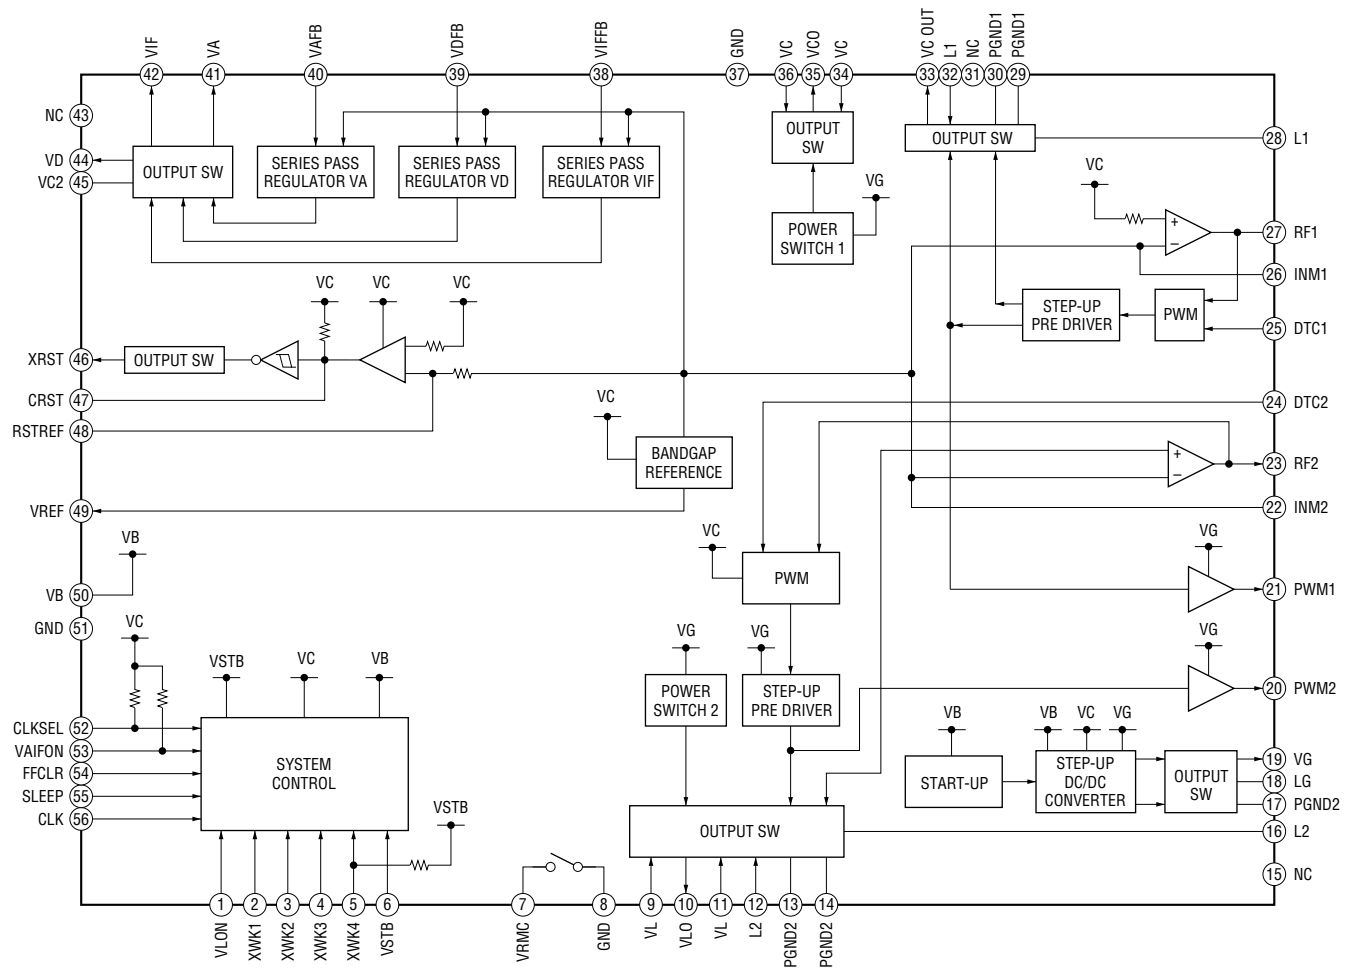 VIF
VA
VAFB
VDFB
VIFFB
GND
VC
VCO
VC
VC OUT
L1
NC
PGND1
PGND1
42
41
40
39
38
37
36
35
34
33
32
31
30
29
NC 43
VD 44
VC2 45
OUTPUT SW
SERIES PASS
REGULATOR VA
SERIES PASS
REGULATOR VD
SERIES PASS
REGULATOR VIF
OUTPUT
SW
OUTPUT SW
28 L1
VG
POWER
SWITCH 1
VC
+
−
27 RF1
26 INM1
STEP-UP
PRE DRIVER
PWM
25 DTC1
VC
VC
VC
XRST 46
OUTPUT SW
CRST 47
RSTREF 48
VC
BANDGAP
REFERENCE
24 DTC2
+
−
23 RF2
VREF 49
22 INM2
VB
VB 50
VC
PWM
VG
21 PWM1
GND 51
VC
VSTB
VC
VB
VG
POWER
SWITCH 2
VG
STEP-UP
PRE DRIVER
VG
20 PWM2
CLKSEL 52
VAIFON 53
FFCLR 54
SLEEP 55
CLK 56
SYSTEM
CONTROL
VSTB
VB
START-UP
VB
VC
VG
STEP-UP
DC/DC
CONVERTER
OUTPUT
SW
19 VG
18 LG
17 PGND2
OUTPUT SW
16 L2
15 NC
1
2
3
4
5
6
7
8
9
10
11
12
13
14
VLON
XWK1
XWK2
XWK3
XWK4
VSTB
VRMC
GND
VL
VLO
VL
L2
PGND2
PGND2